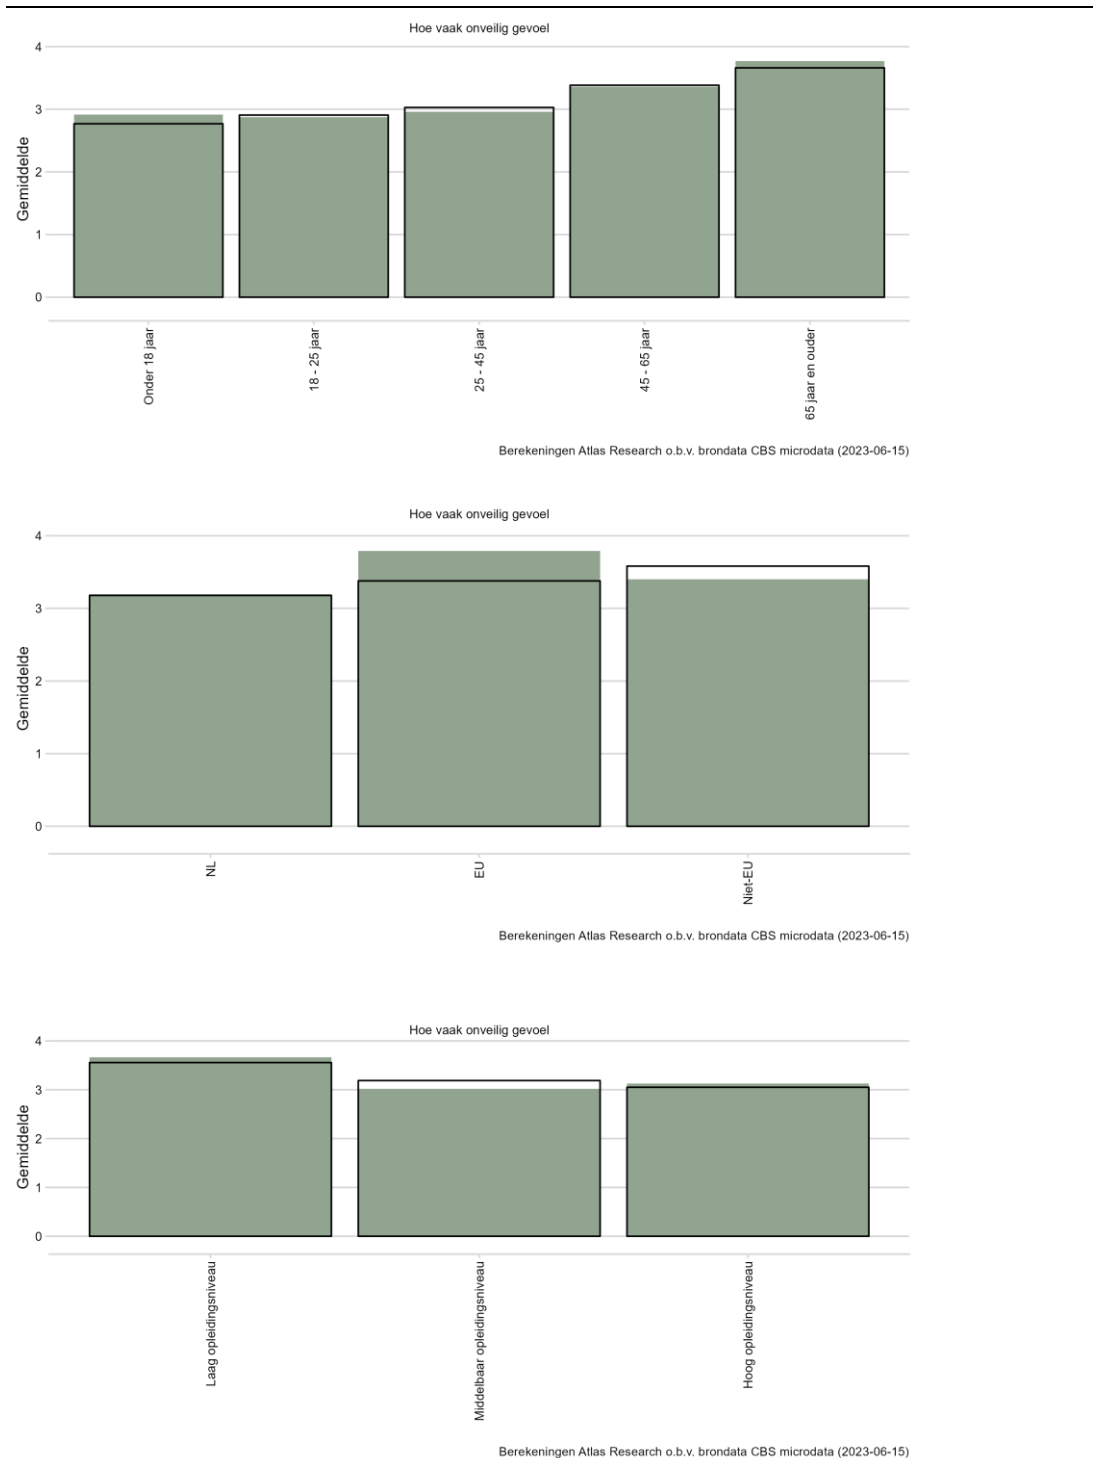 Hoe vaak onveilig gevoel
4
3
2
1
0
Gemiddelde
Onder 18 jaar
18 - 25 jaar
25 - 45 jaar
45 - 65 jaar
65 jaar en ouder
Berekeningen Atlas Research o.b.v. brondata CBS microdata (2023-06-15)
Hoe vaak onveilig gevoel
4
3
2
1
0
Gemiddelde
NL
EU
Niet-EU
Berekeningen Atlas Research o.b.v. brondata CBS microdata (2023-06-15)
Hoe vaak onveilig gevoel
4
3
2
1
0
Gemiddelde
Laag opleidingsniveau
Middelbaar opleidingsniveau
Hoog opleidingsniveau
Berekeningen Atlas Research o.b.v. brondata CBS microdata (2023-06-15)